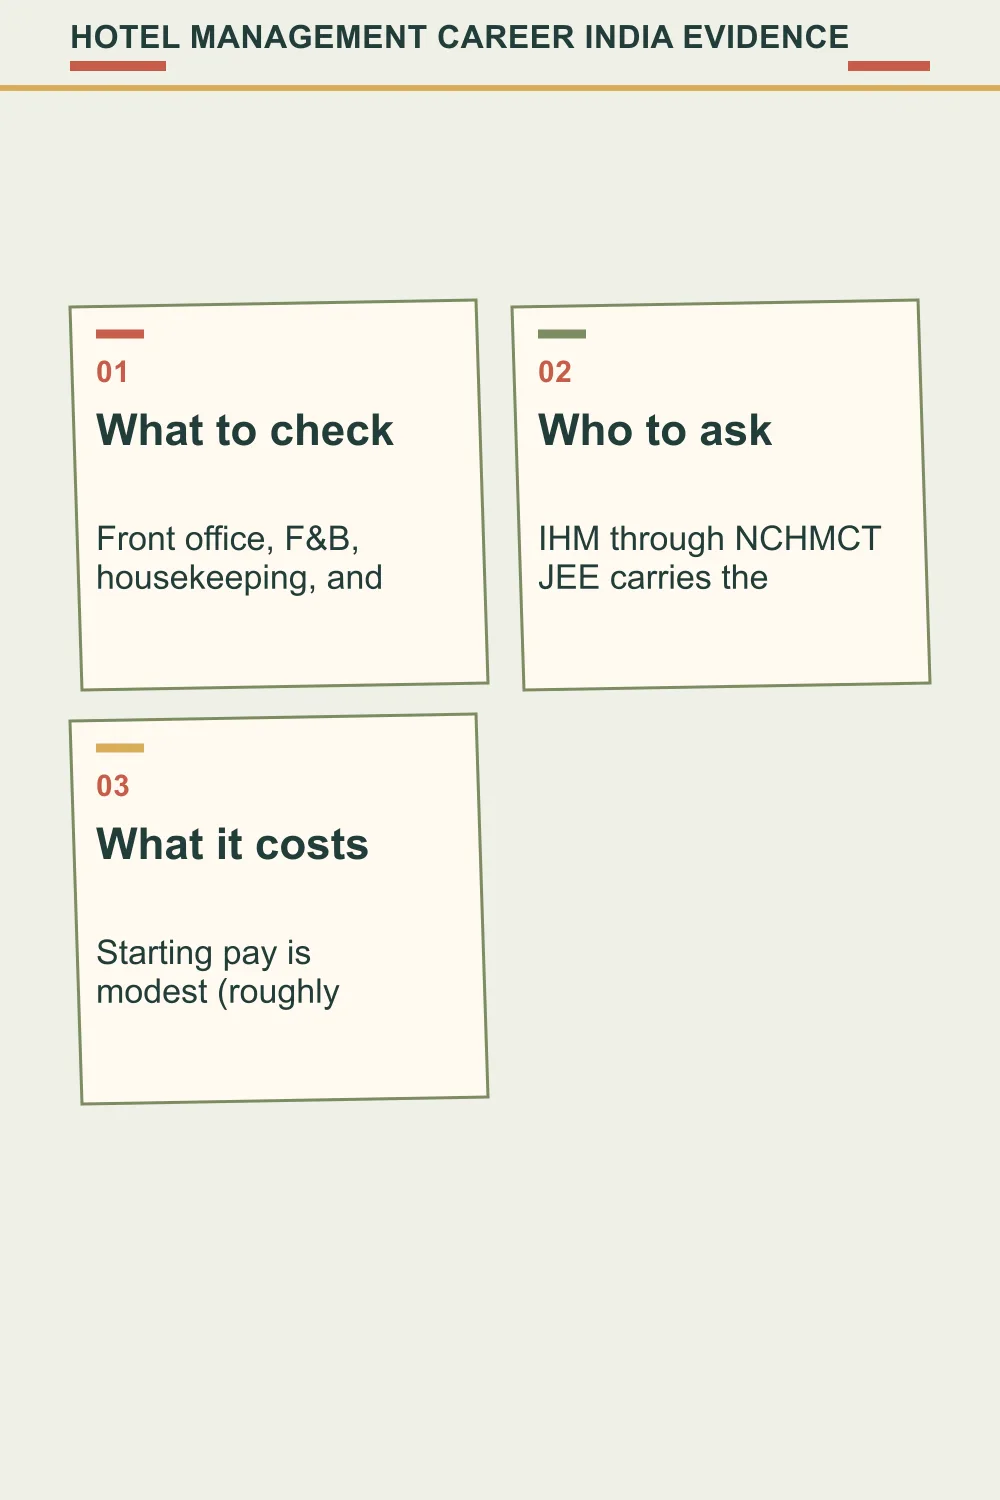 HOTEL MANAGEMENT CAREER INDIA EVIDENCE
01
What to check
Front office, F&B,
housekeeping, and
02
Who to ask
IHM through NCHMCT
JEE carries the
03
What it costs
Starting pay is
modest (roughly